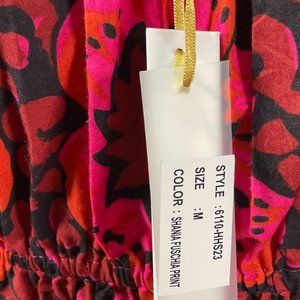 STYLE : 6110-HHS23
SIZE : M
COLOR : SHANIA FUSCHIA PRINT